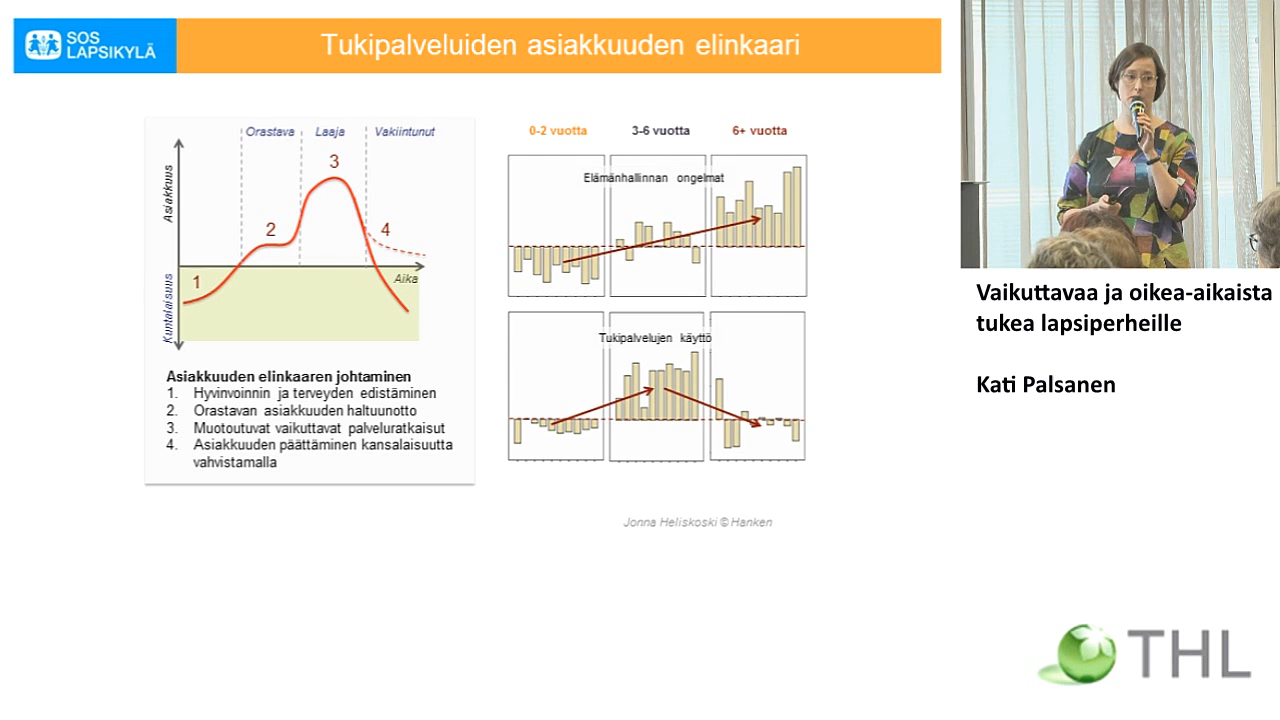 SOS
LAPSIKYLÄ
Tukipalveluiden asiakkuuden elinkaari
Orastava
Laaja
Vakiintunut
Asiakkuus
Kuntalaisuus
1
2
3
4
Aika
Asiakkuuden elinkaaren johtaminen
1. Hyvinvoinnin ja terveyden edistäminen
2. Orastavan asiakkuuden haltuunotto
3. Muotoutuvat vaikuttavat palveluratkaisut
4. Asiakkuuden päättäminen kansalaisuutta
vahvistamalla
0-2 vuotta
3-6 vuotta
6+ vuotta
Elämänhallinnan ongelmat
Tukipalvelujen käyttö
Jonna Heliskoski © Hanken
Vaikuttavaa ja oikea-aikaista
tukea lapsiperheille
Kati Palsanen
THL